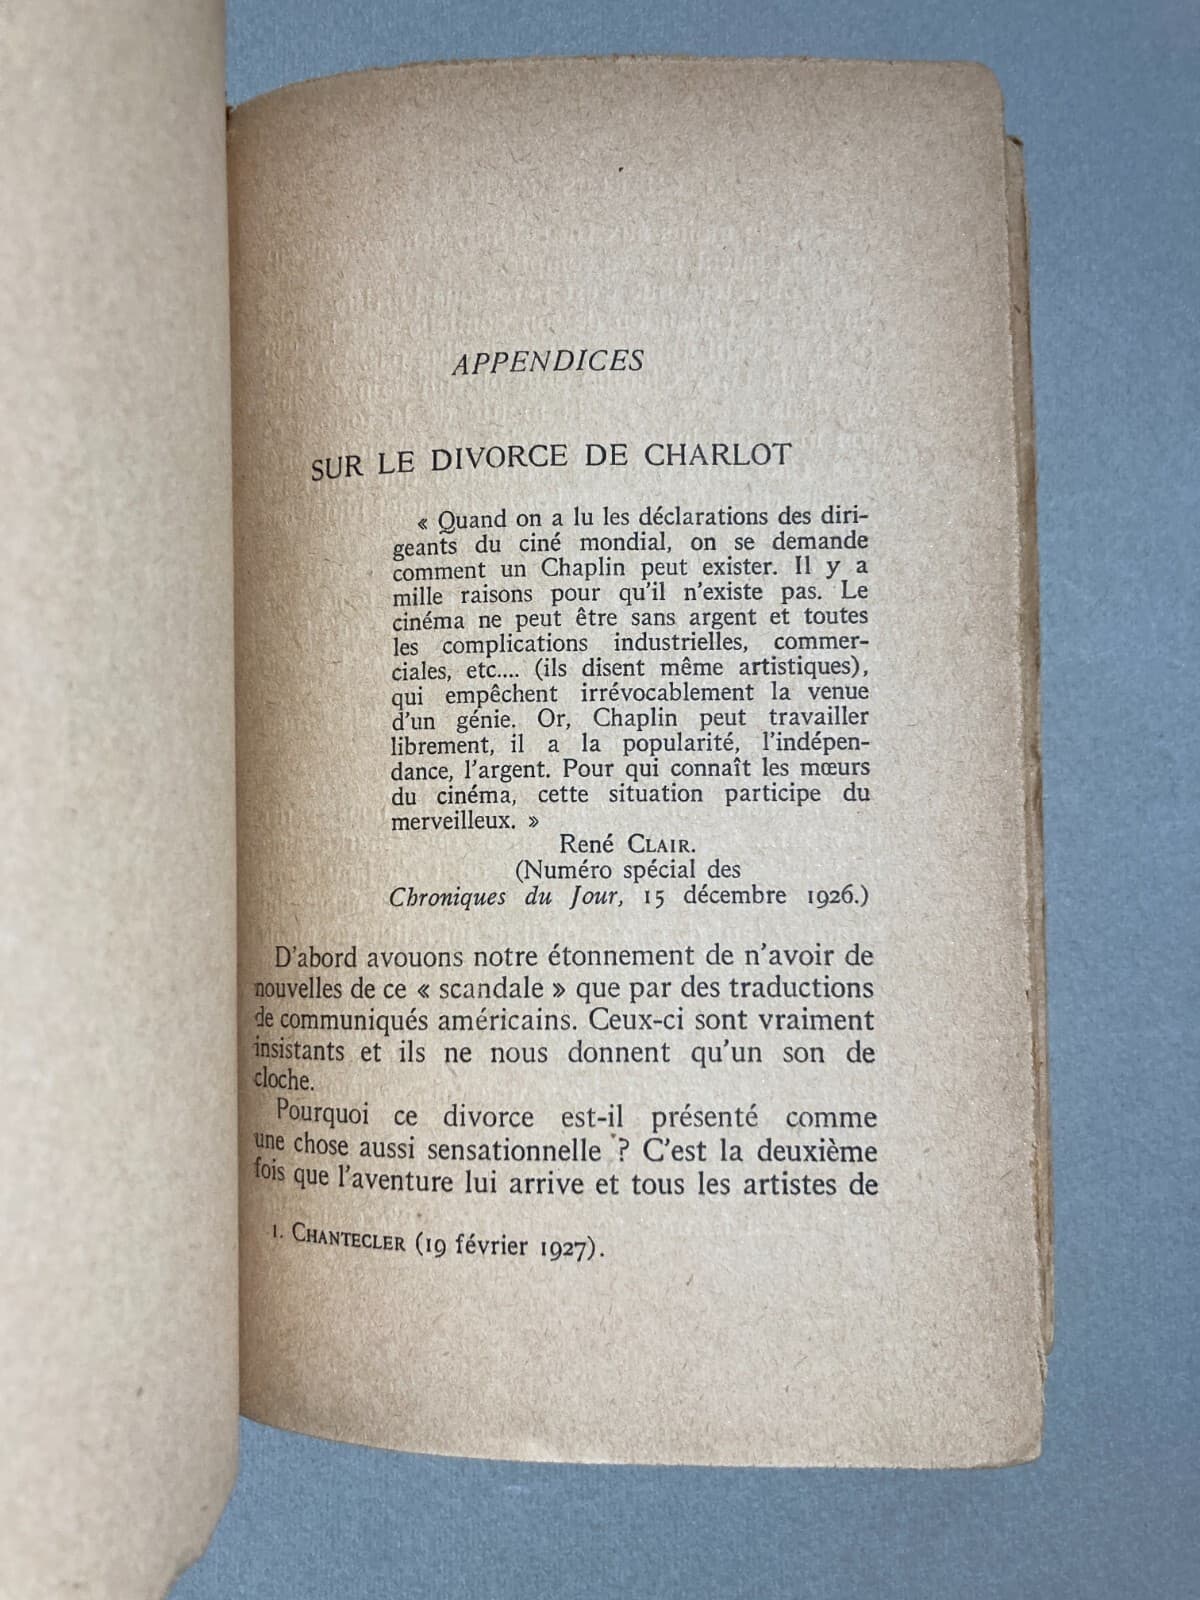 APPENDICES
SUR LE DIVORCE DE CHARLOT
« Quand on a lu les déclarations des diri-
geants du ciné mondial, on se demande
comment un Chaplin peut exister. Il y a
mille raisons pour qu'il n'existe pas. Le
cinéma ne peut être sans argent et toutes
les complications industrielles, commer-
ciales, etc.... (ils disent même artistiques),
qui empêchent irrévocablement la venue
d'un génie. Or, Chaplin peut travailler
librement, il a la popularité, l'indépen-
dance, l'argent. Pour qui connaît les mœurs
du cinéma, cette situation participe du
merveilleux. »
René CLAIR.
(Numéro spécial des
Chroniques du Jour, 15 décembre 1926.)
D'abord avouons notre étonnement de n'avoir de
nouvelles de ce « scandale » que par des traductions
de communiqués américains. Ceux-ci sont vraiment
insistants et ils ne nous donnent qu'un son de
cloche.
Pourquoi ce divorce est-il présenté comme
une chose aussi sensationnelle ? C'est la deuxième
fois que l'aventure lui arrive et tous les artistes de
1. CHANTECLER (19 février 1927).